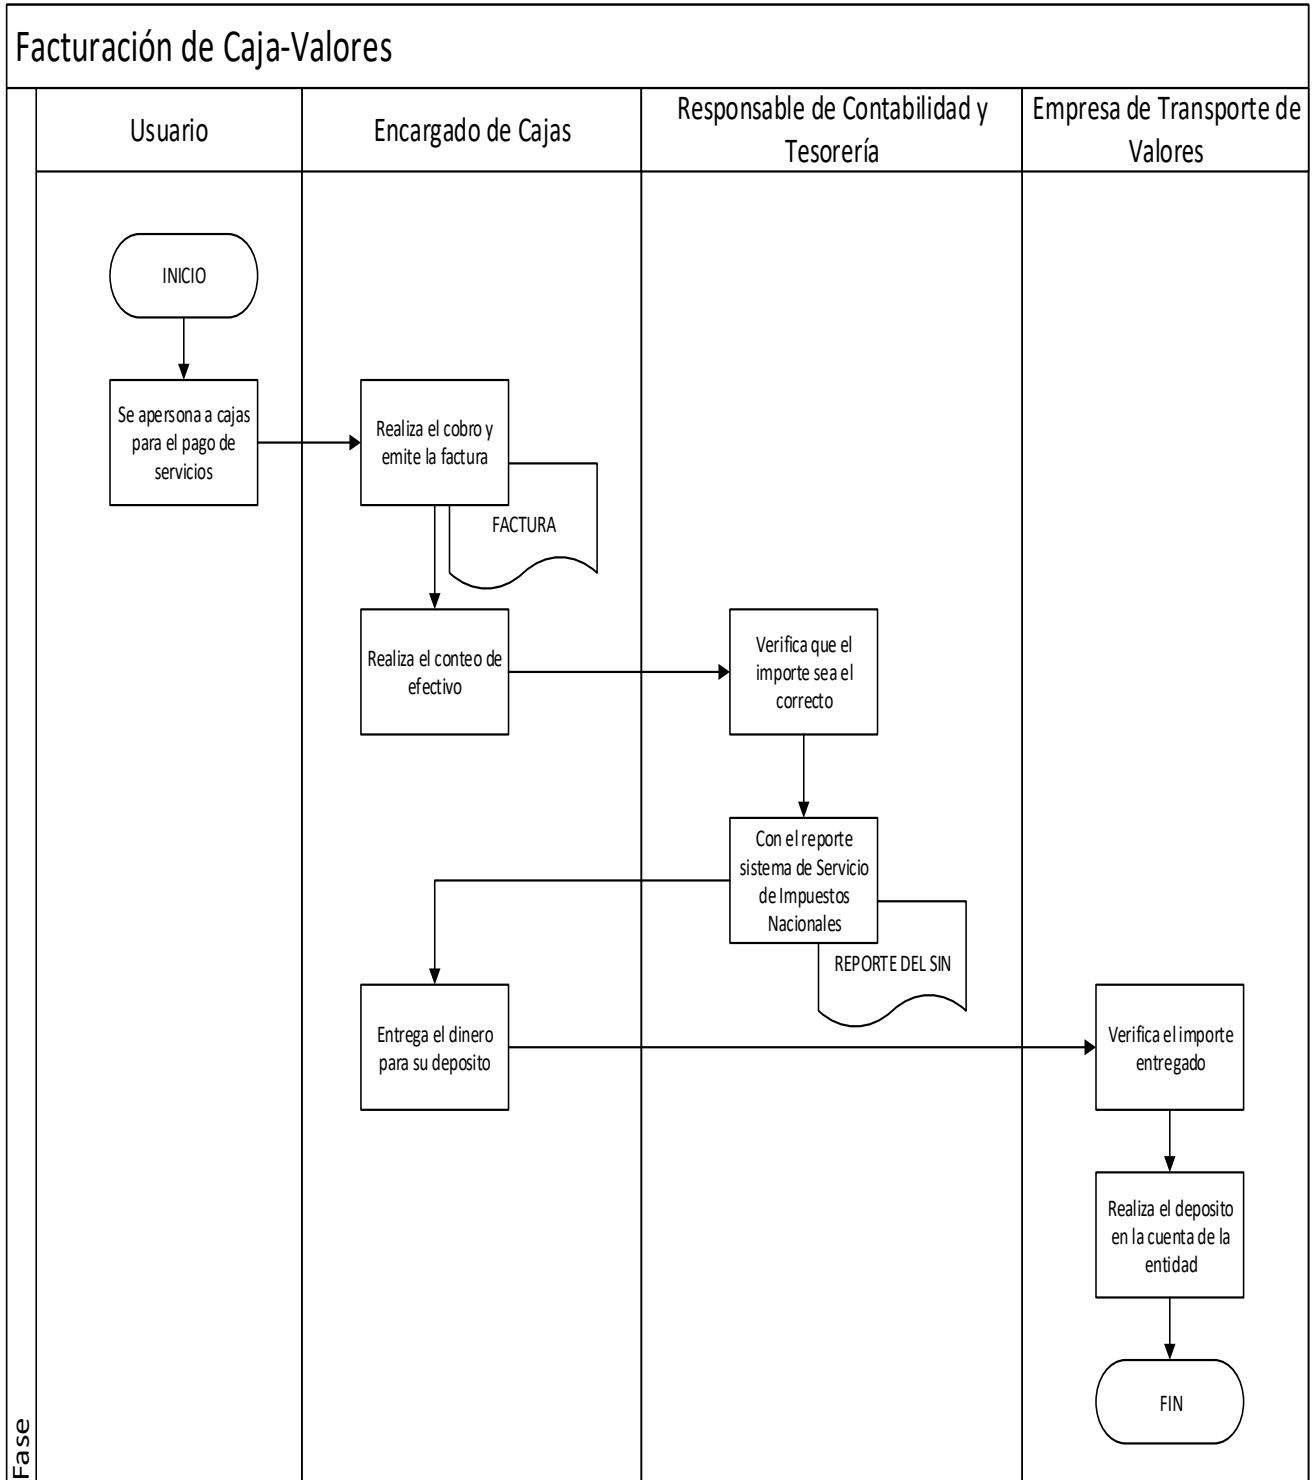 Facturación de Caja-Valores
Usuario
Encargado de Cajas
Responsable de Contabilidad y
Tesorería
Empresa de Transporte de
Valores
INICIO
Se apersona a cajas
para el pago de
servicios
Realiza el cobro y
emite la factura
FACTURA
Realiza el conteo de
efectivo
Verifica que el
importe sea el
correcto
Con el reporte
sistema de Servicio
de Impuestos
Nacionales
REPORTE DEL SIN
Entrega el dinero
para su deposito
Verifica el importe
entregado
Realiza el deposito
en la cuenta de la
entidad
FIN
Fase